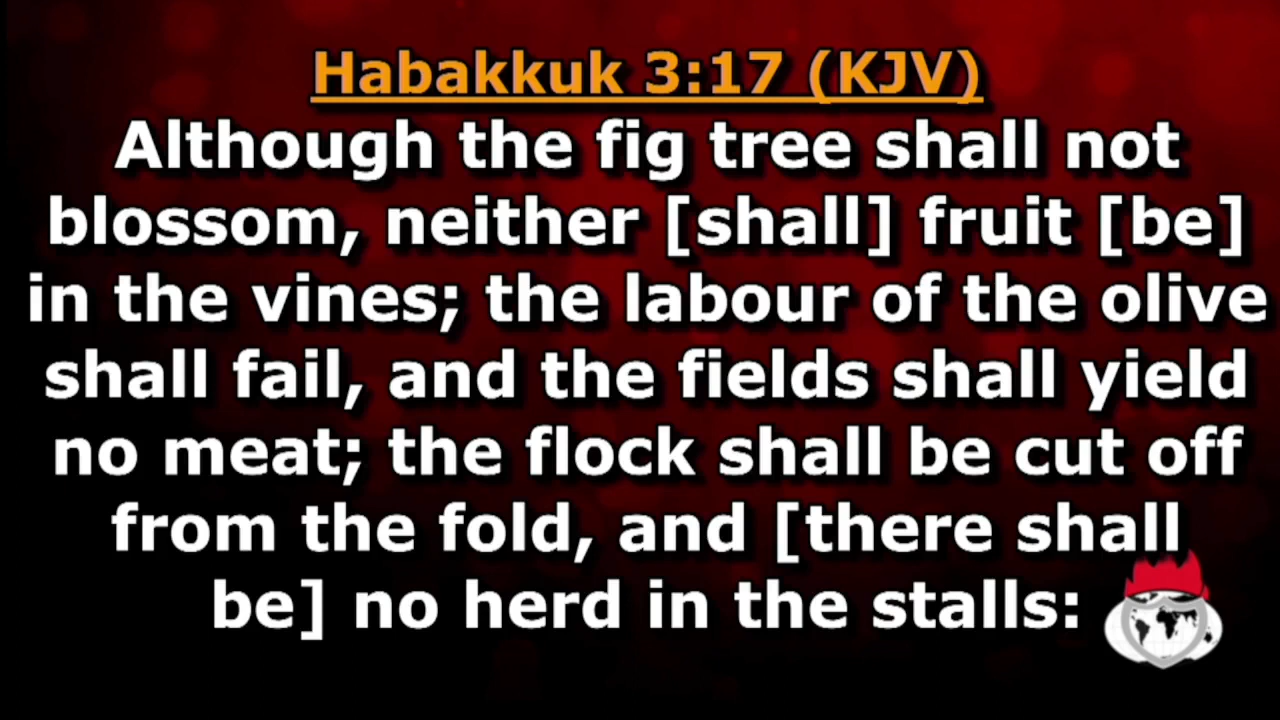 Habakkuk 3:17 (KJV)
Although the fig tree shall not
blossom, neither [shall] fruit [be]
in the vines; the labour of the olive
shall fail, and the fields shall yield
no meat; the flock shall be cut off
from the fold, and [there shall
be] no herd in the stalls: